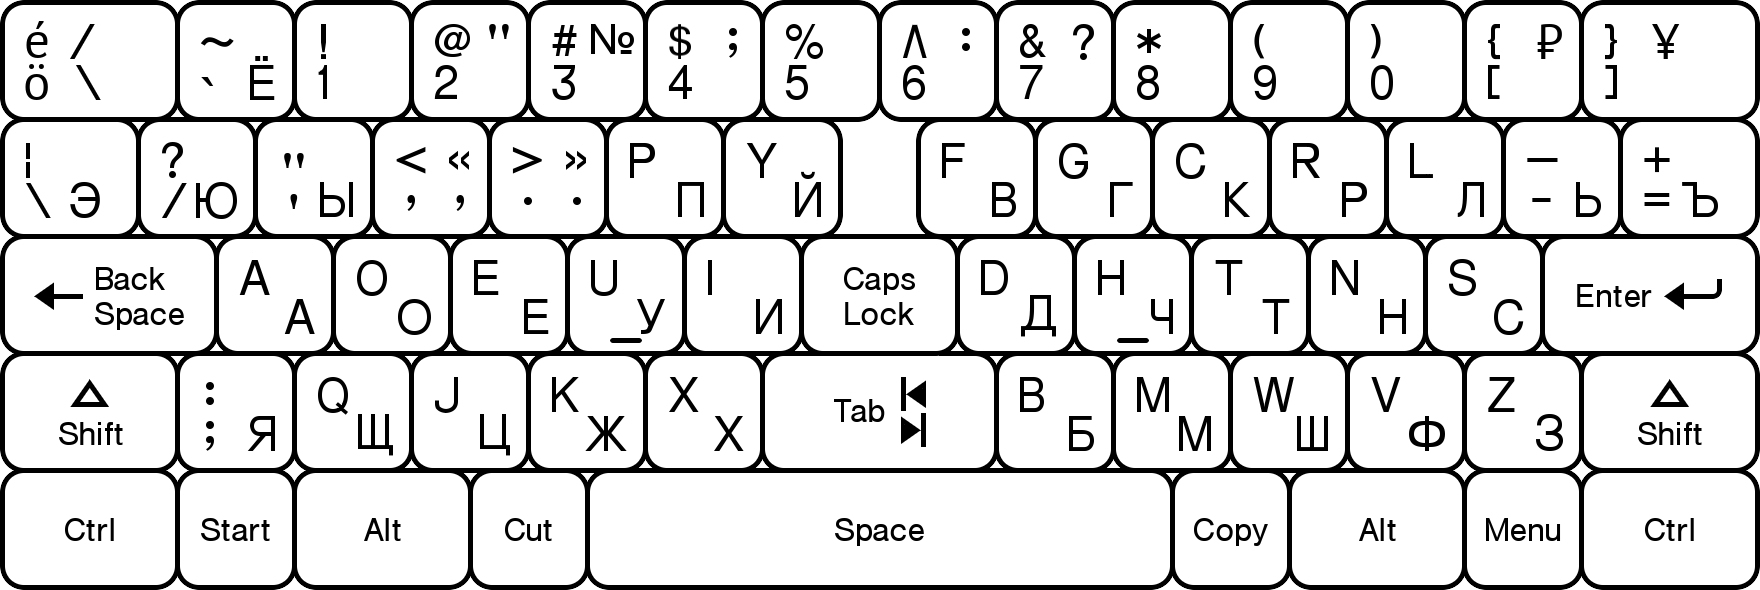 é / ~ ! @ " # № $ ; % Λ : & ? * ( ) { ₽ } ¥
ö \ ` Ё 1 2 3 4 5 6 7 8 9 0 [ ]
¦ ? " < « > » P Y F G C R L — +
\ Э / Ю ' Ы , , . . П Й В Г К Р Л - Ь = Ъ
Back Space A O E U I Caps Lock D H T N S Enter
А О Е _У И Д _Ч Т Н С
Shift : Q J K X Tab B M W V Z Shift
; Я Щ Ц Ж Х Б М Ш Ф З
Ctrl Start Alt Cut Space Copy Alt Menu Ctrl